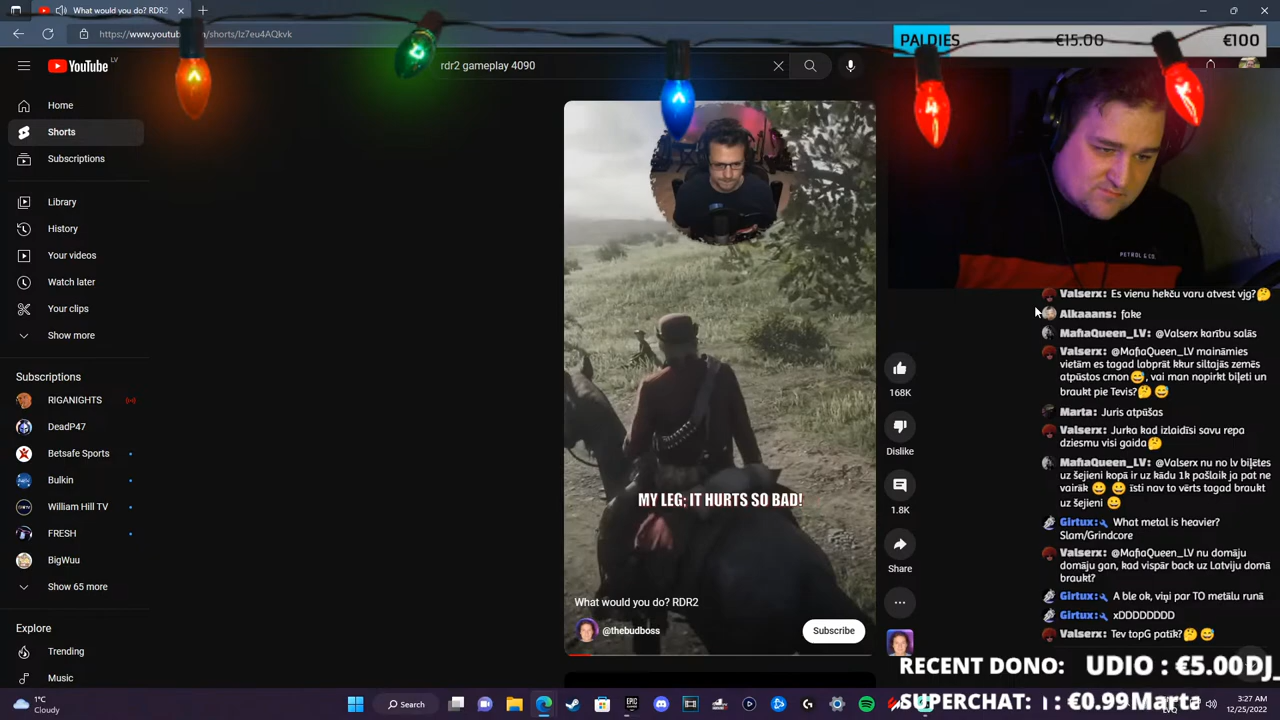 What would you do? RDR2
https://www.youtube.com/shorts/lz7eu4AQkvk
PALDIES €15.00 €100
YouTube LV
rdr2 gameplay 4090
Home
Shorts
Subscriptions
Library
History
Your videos
Watch later
Your clips
Show more
Subscriptions
RIGANIGHTS
DeadP47
Betsafe Sports
Bulkin
William Hill TV
FRESH
BigWuu
Show 65 more
Explore
Trending
Music
MY LEG; IT HURTS SO BAD!
What would you do? RDR2
@thebudboss
Subscribe
168K
Dislike
1.8K
Share
PETROL & CO.
Valserx: Es vienu hekču varu atvest vjg?🤔
Alkaaans: fake
MafiaQueen_LV: @Valserx karību salās
Valserx: @MafiaQueen_LV maināmies
vietām es tagad labprāt kkur siltajās zemēs
atpūstos cmon😅, vai man nopirkt biļeti un
braukt pie Tevis?🤔😅
Marta: Juris atpūšas
Valserx: Jurka kad izlaidīsi savu repa
dziesmu visi gaida🤔
MafiaQueen_LV: @Valserx nu no lv biļetes
uz šejieni kopā ir uz kādu 1k pašlaik ja pat ne
vairāk 😀 😀 īsti nav to vērts tagad braukt
uz šejieni 😀
Girtux: What metal is heavier?
Slam/Grindcore
Valserx: @MafiaQueen_LV nu domāju
domāju gan, kad vispār back uz Latviju domā
braukt?
Girtux: A ble ok, viņi par TO metālu runā
Girtux: xDDDDDDDD
Valserx: Tev topG patīk?🤔😅
RECENT DONO: UDIO : €5.00DJ_
SUPERCHAT: : €0.99Marta
Search
1°C
Cloudy
3:27 AM
12/25/2022